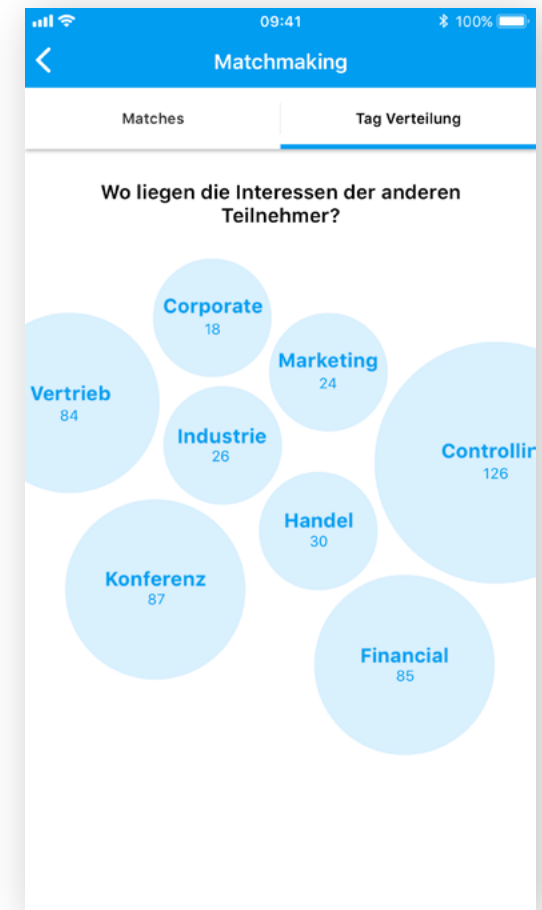 09:41
100%
Matchmaking
Matches
Tag Verteilung
Wo liegen die Interessen der anderen
Teilnehmer?
Corporate
18
Marketing
24
Vertrieb
84
Industrie
26
Controllin
126
Handel
30
Konferenz
87
Financial
85